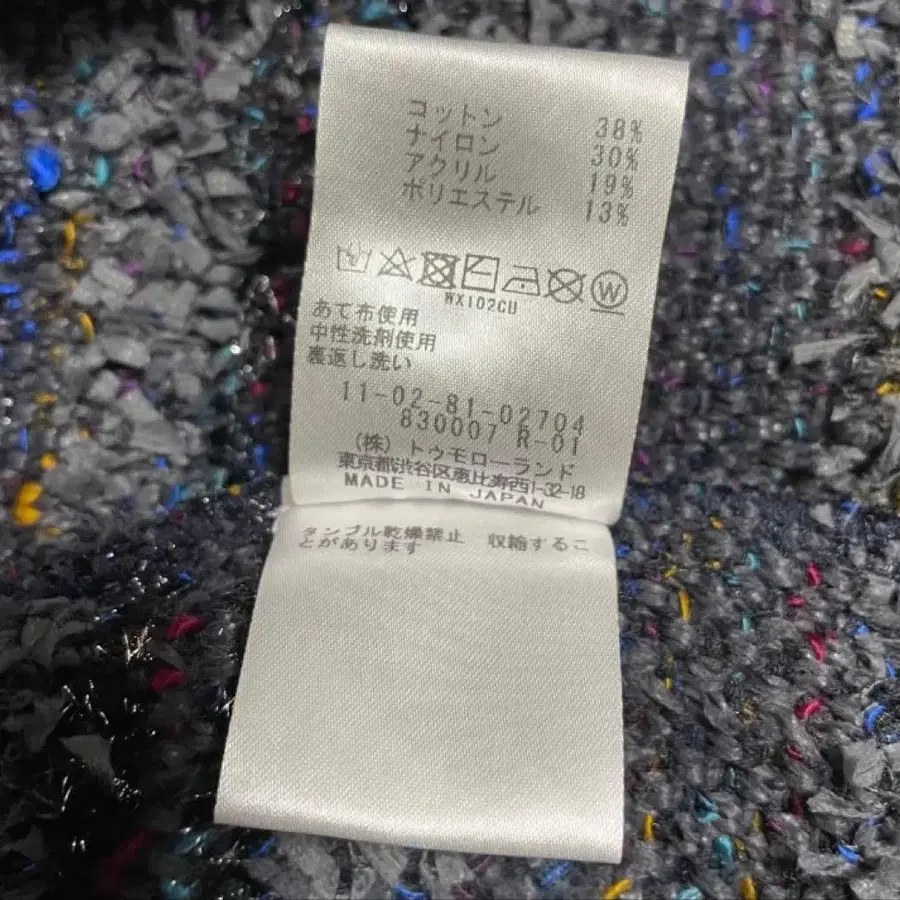 コットン 38%
ナイロン 30%
アクリル 19%
ポリエステル 13%
W
WX102CU
あて布使用
中性洗剤使用
裏返し洗い
11-02-81-02704
830007 R-01
(株) トゥモローランド
東京都渋谷区恵比寿西1-32-18
MADE IN JAPAN
タンブル乾燥禁止 収縮するこ
とがあります